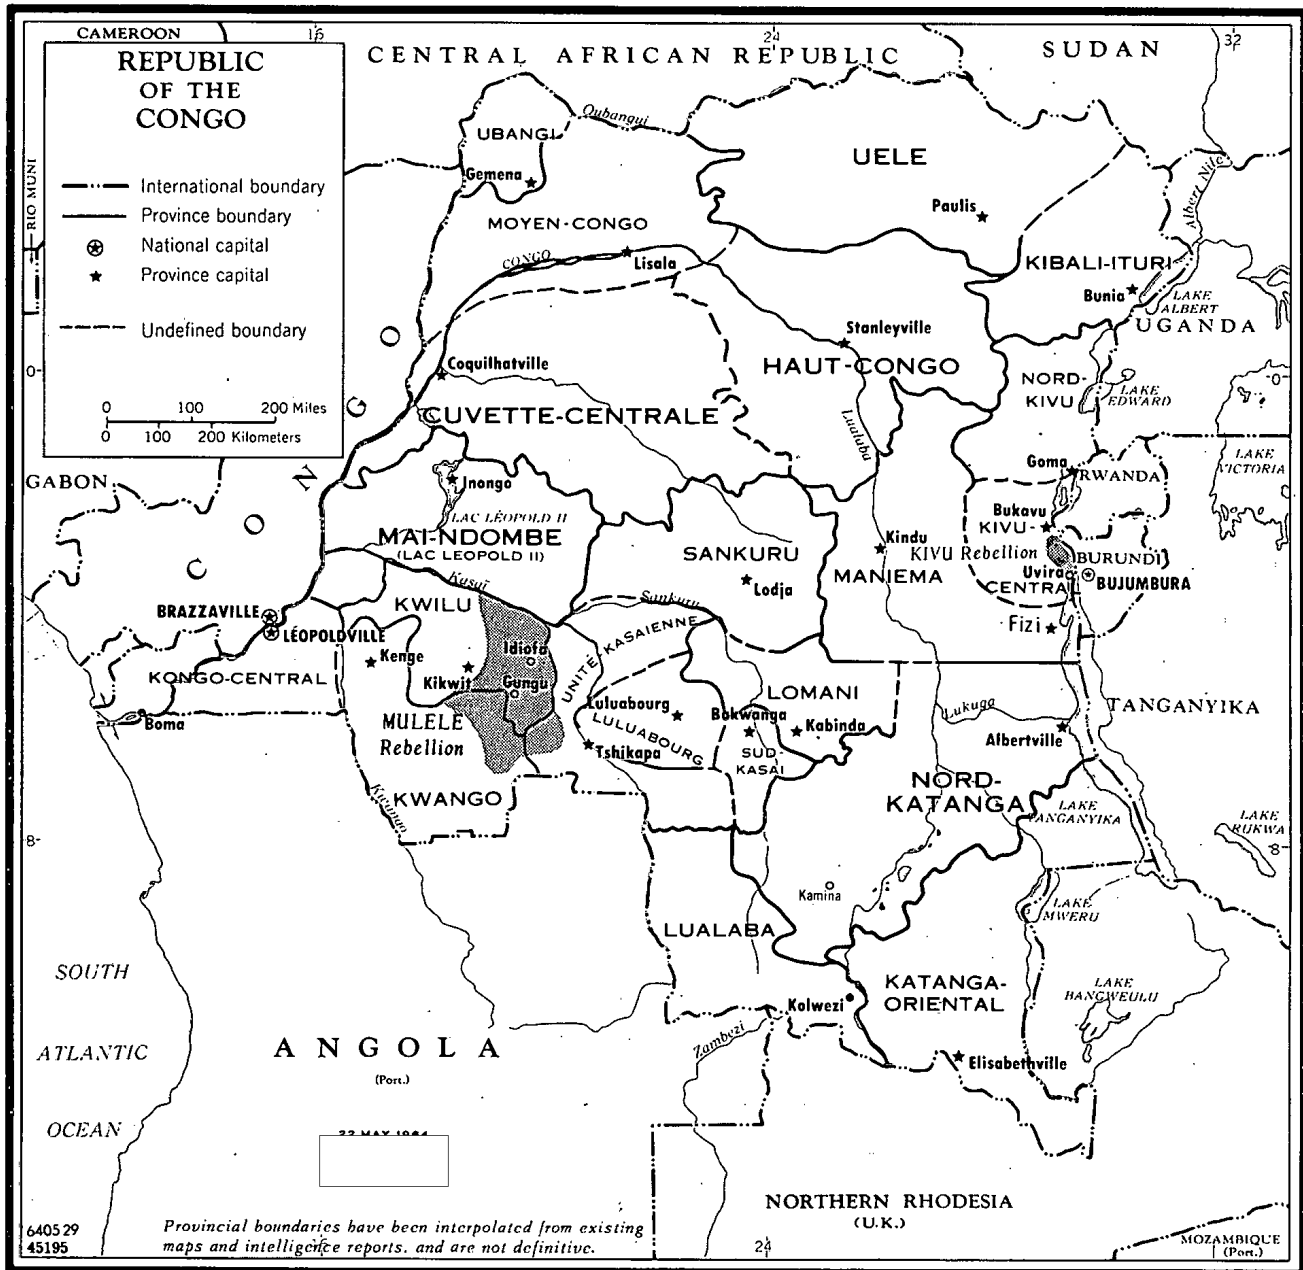 CAMEROON
16
24
32
CENTRAL AFRICAN REPUBLIC
SUDAN
REPUBLIC
OF THE
CONGO
International boundary
Province boundary
National capital
Province capital
Undefined boundary
0 100 200 Miles
0 100 200 Kilometers
RIO MUNI
UBANGI
Oubangui
Gemena
UELE
Paulis
Albert Nile
MOYEN-CONGO
CONGO
Lisala
KIBALI-ITURI
Bunia
LAKE
ALBERT
UGANDA
Stanleyville
HAUT-CONGO
0
Coquilhatville
NORD-
KIVU
LAKE
EDWARD
0
CUVETTE-CENTRALE
Lualaba
CONGO
GABON
Goma
RWANDA
LAKE
VICTORIA
Inongo
LAC LÉOPOLD II
MAI-NDOMBE
(LAC LEOPOLD II)
SANKURU
Lodja
Kindu
MANIEMA
Bukavu
KIVU-
CENTRAL
KIVU Rebellion
BURUNDI
Uvira
BUJUMBURA
Fizi
Kasaï
Sankuru
BRAZZAVILLE
LÉOPOLDVILLE
KWILU
Idiofa
UNITÉ-KASAIENNE
Kenge
Kikwit
Gungu
KONGO-CENTRAL
Boma
MULELE
Rebellion
Luluabourg
LULUABOURG
Tshikapa
Bakwanga
LOMANI
Kabinda
SUD-
KASAI
Lukuga
Albertville
TANGANYIKA
KWANGO
NORD-
KATANGA
LAKE
TANGANYIKA
LAKE
RUKWA
8
8
Kamina
LAKE
MWERU
LUALABA
KATANGA-
ORIENTAL
LAKE
BANGWEULU
Kolwezi
Zambezi
Elisabethville
SOUTH
ATLANTIC
OCEAN
ANGOLA
(Port.)
22 MAY 1964
NORTHERN RHODESIA
(U.K.)
MOZAMBIQUE
(Port.)
640529
45195
Provincial boundaries have been interpolated from existing
maps and intelligence reports. and are not definitive.
16
24